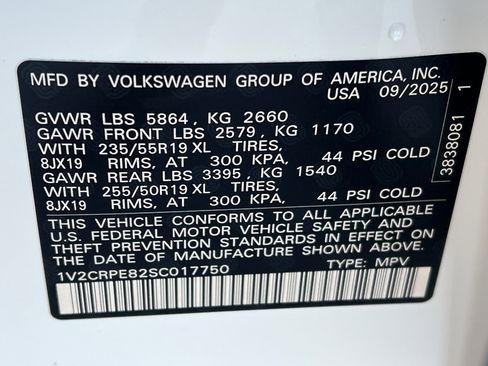 MFD BY VOLKSWAGEN GROUP OF AMERICA, INC.
USA 09/2025
GVWR LBS 5864, KG 2660
GAWR FRONT LBS 2579, KG 1170
WITH 235/55R19 XL TIRES,
8JX19 RIMS, AT 300 KPA, 44 PSI COLD
GAWR REAR LBS 3395, KG 1540
WITH 255/50R19 XL TIRES,
8JX19 RIMS, AT 300 KPA, 44 PSI COLD
THIS VEHICLE CONFORMS TO ALL APPLICABLE
U.S. FEDERAL MOTOR VEHICLE SAFETY AND
THEFT PREVENTION STANDARDS IN EFFECT ON
THE DATE OF MANUFACTURE SHOWN ABOVE.
1V2CRPE82SC017750 TYPE: MPV
3838081 1